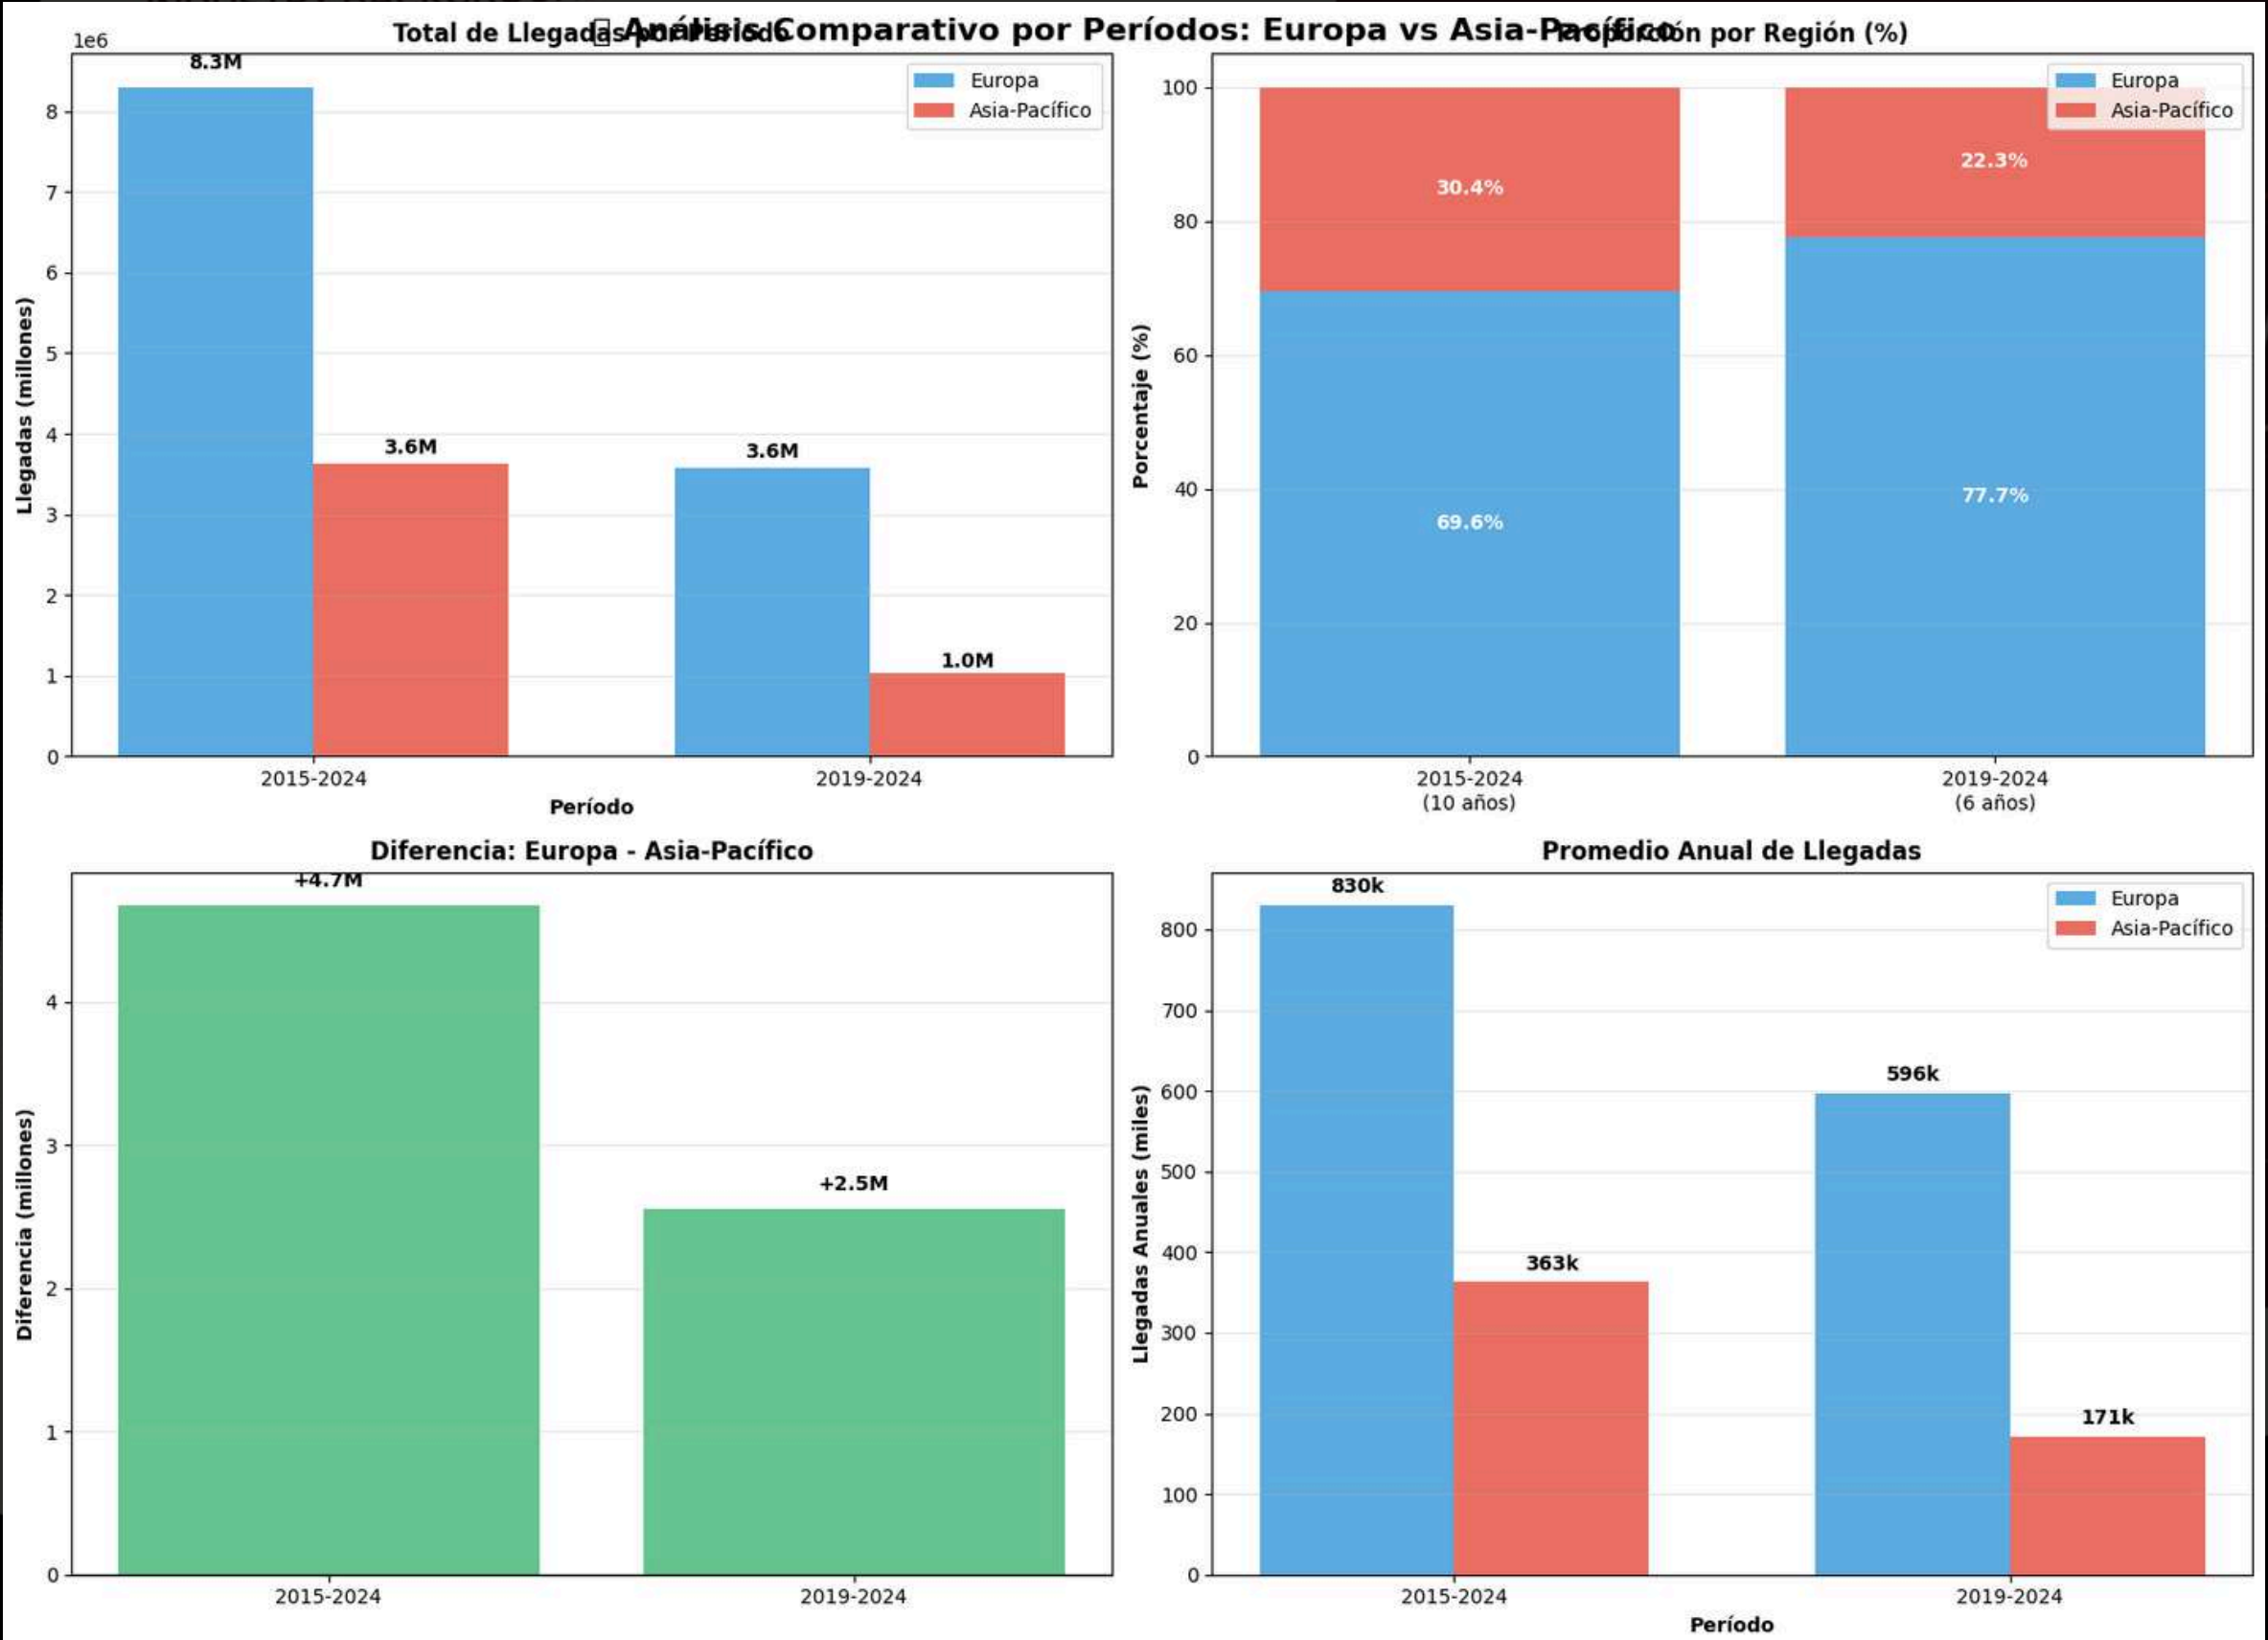 Análisis Comparativo por Períodos: Europa vs Asia-Pacífico
Total de Llegadas por Período
1e6
8.3M
3.6M
3.6M
1.0M
Europa
Asia-Pacífico
8
7
6
5
4
3
2
1
0
Llegadas (millones)
2015-2024
2019-2024
Período
Proporción por Región (%)
Europa
Asia-Pacífico
100
80
60
40
20
0
Porcentaje (%)
30.4%
22.3%
69.6%
77.7%
2015-2024
(10 años)
2019-2024
(6 años)
Diferencia: Europa - Asia-Pacífico
+4.7M
+2.5M
4
3
2
1
0
Diferencia (millones)
2015-2024
2019-2024
Promedio Anual de Llegadas
830k
363k
596k
171k
Europa
Asia-Pacífico
800
700
600
500
400
300
200
100
0
Llegadas Anuales (miles)
2015-2024
2019-2024
Período